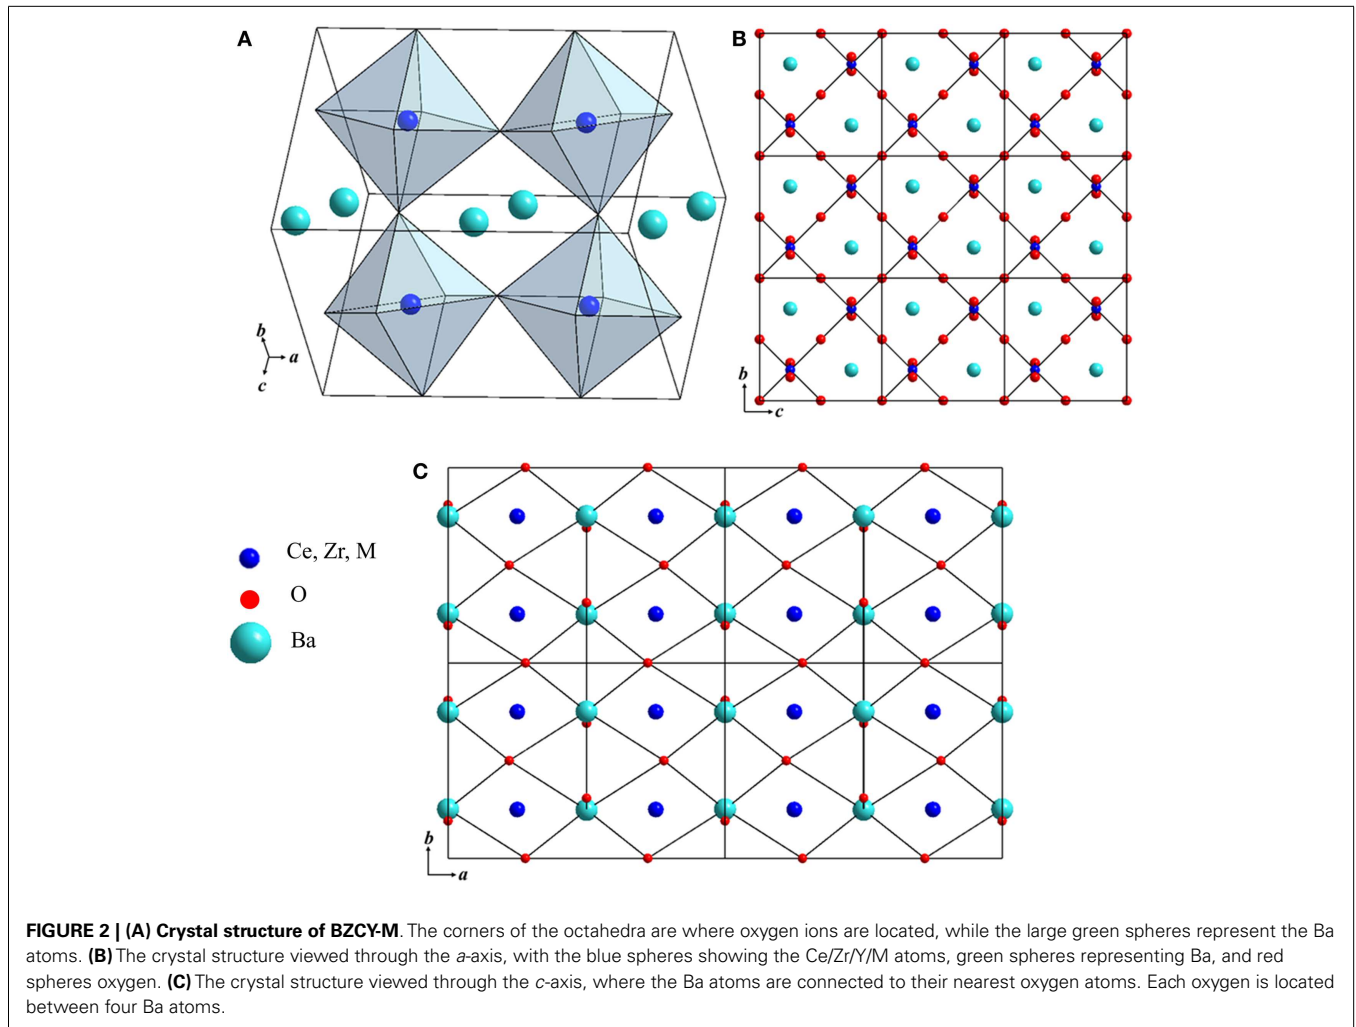 A
B
b
a
c
b
c
C
Ce, Zr, M
O
Ba
b
a
FIGURE 2 | (A) Crystal structure of BZCY-M. The corners of the octahedra are where oxygen ions are located, while the large green spheres represent the Ba
atoms. (B) The crystal structure viewed through the a-axis, with the blue spheres showing the Ce/Zr/Y/M atoms, green spheres representing Ba, and red
spheres oxygen. (C) The crystal structure viewed through the c-axis, where the Ba atoms are connected to their nearest oxygen atoms. Each oxygen is located
between four Ba atoms.